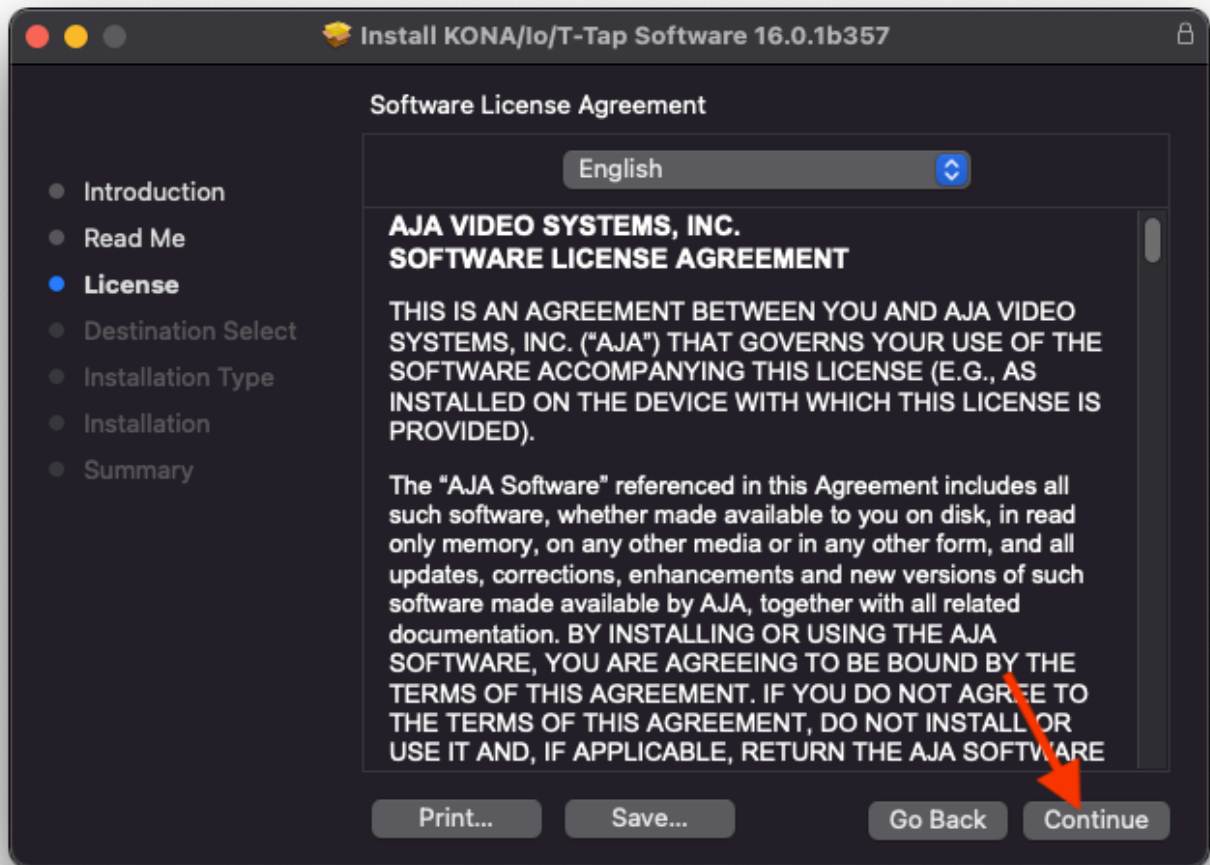 Install KONA/Io/T-Tap Software 16.0.1b357
Software License Agreement
Introduction
Read Me
License
Destination Select
Installation Type
Installation
Summary
English
AJA VIDEO SYSTEMS, INC.
SOFTWARE LICENSE AGREEMENT
THIS IS AN AGREEMENT BETWEEN YOU AND AJA VIDEO
SYSTEMS, INC. (“AJA”) THAT GOVERNS YOUR USE OF THE
SOFTWARE ACCOMPANYING THIS LICENSE (E.G., AS
INSTALLED ON THE DEVICE WITH WHICH THIS LICENSE IS
PROVIDED).
The “AJA Software” referenced in this Agreement includes all
such software, whether made available to you on disk, in read
only memory, on any other media or in any other form, and all
updates, corrections, enhancements and new versions of such
software made available by AJA, together with all related
documentation. BY INSTALLING OR USING THE AJA
SOFTWARE, YOU ARE AGREEING TO BE BOUND BY THE
TERMS OF THIS AGREEMENT. IF YOU DO NOT AGREE TO
THE TERMS OF THIS AGREEMENT, DO NOT INSTALL OR
USE IT AND, IF APPLICABLE, RETURN THE AJA SOFTWARE
Print...
Save...
Go Back
Continue